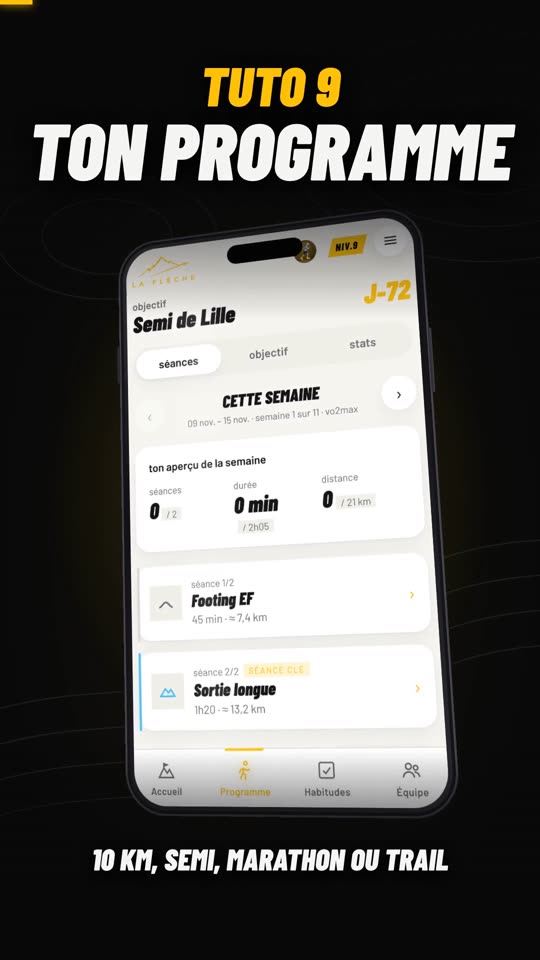 TUTO 9
TON PROGRAMME
NIV.9
LA FLÈCHE
objectif
Semi de Lille
J-72
séances
objectif
stats
CETTE SEMAINE
09 nov. – 15 nov. · semaine 1 sur 11 · vo2max
ton aperçu de la semaine
séances
durée
distance
0 / 2
0 min
/ 2h05
0 / 21 km
séance 1/2
Footing EF
45 min · ≈ 7,4 km
séance 2/2 SÉANCE CLÉ
Sortie longue
1h20 · ≈ 13,2 km
Accueil
Programme
Habitudes
Équipe
10 KM, SEMI, MARATHON OU TRAIL